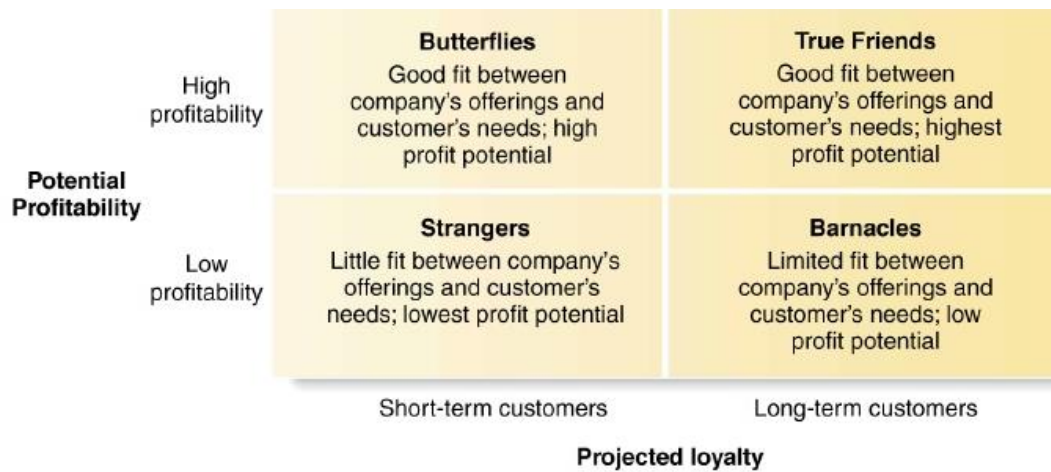 Butterflies
Good fit between
company's offerings and
customer's needs; high
profit potential
True Friends
Good fit between
company's offerings and
customer's needs; highest
profit potential
High
profitability
Potential
Profitability
Strangers
Little fit between company's
offerings and customer's
needs; lowest profit potential
Barnacles
Limited fit between
company's offerings and
customer's needs; low
profit potential
Low
profitability
Short-term customers
Long-term customers
Projected loyalty